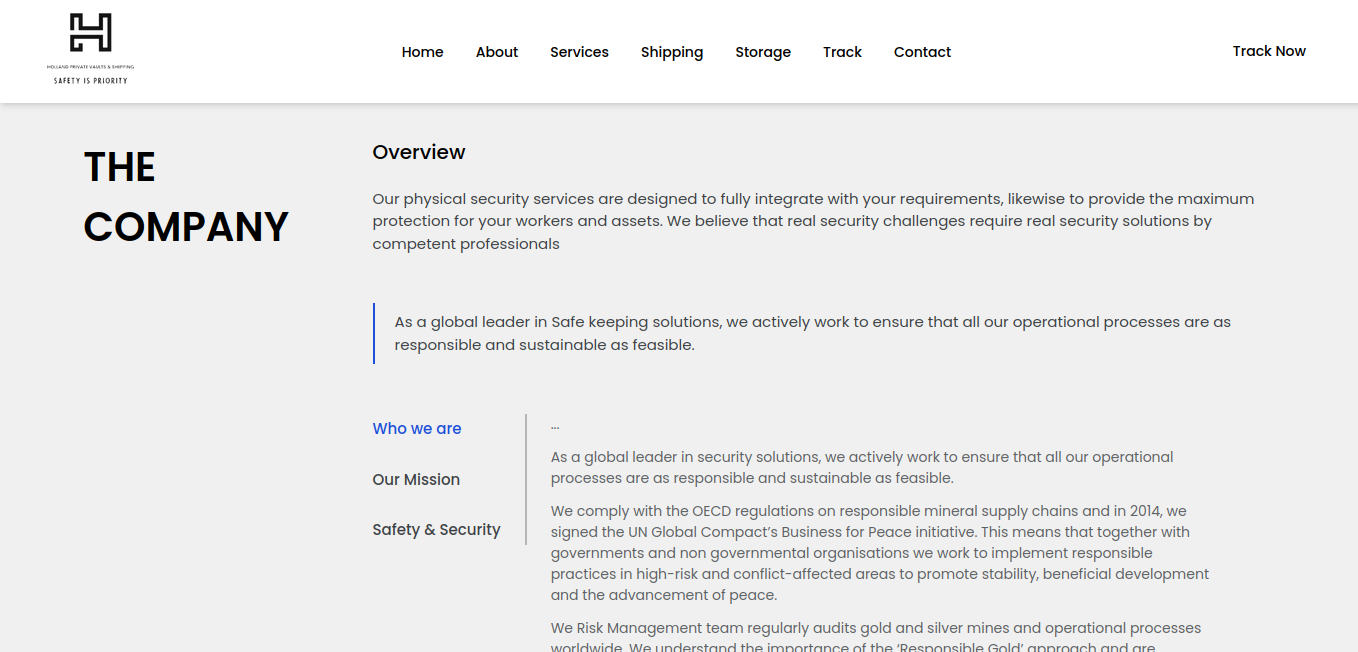 HOLLAND PRIVATE VAULTS & SHIPPING
SAFETY IS PRIORITY
Home About Services Shipping Storage Track Contact
Track Now
THE
COMPANY
Overview
Our physical security services are designed to fully integrate with your requirements, likewise to provide the maximum
protection for your workers and assets. We believe that real security challenges require real security solutions by
competent professionals
As a global leader in Safe keeping solutions, we actively work to ensure that all our operational processes are as
responsible and sustainable as feasible.
Who we are
Our Mission
Safety & Security
...
As a global leader in security solutions, we actively work to ensure that all our operational
processes are as responsible and sustainable as feasible.
We comply with the OECD regulations on responsible mineral supply chains and in 2014, we
signed the UN Global Compact’s Business for Peace initiative. This means that together with
governments and non governmental organisations we work to implement responsible
practices in high-risk and conflict-affected areas to promote stability, beneficial development
and the advancement of peace.
We Risk Management team regularly audits gold and silver mines and operational processes
worldwide. We understand the importance of the ‘Responsible Gold’ approach and are